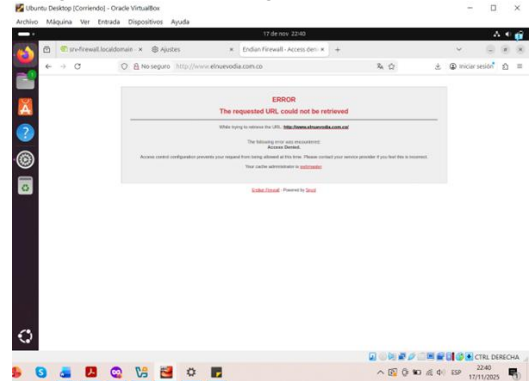 Ubuntu Desktop [Corriendo] - Oracle VirtualBox
Archivo Máquina Ver Entrada Dispositivos Ayuda
17 de nov 22:40
srv-firewall.localdomain - Ajustes Endian Firewall - Access den
No seguro http://www.elnuevodia.com.co Iniciar sesión
ERROR
The requested URL could not be retrieved
While trying to retrieve the URL: http://www.elnuevodia.com.co/
The following error was encountered:
Access Denied.
Access control configuration prevents your request from being allowed at this time. Please contact your service provider if you feel this is incorrect.
Your cache administrator is webmaster.
Endian Firewall - Powered by Squid
CTRL DERECHA
ESP
22:40
17/11/2025